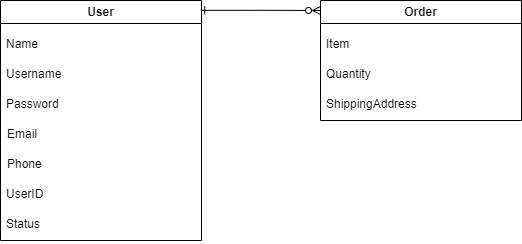 User
Name
Username
Password
Email
Phone
UserID
Status
Order
Item
Quantity
ShippingAddress